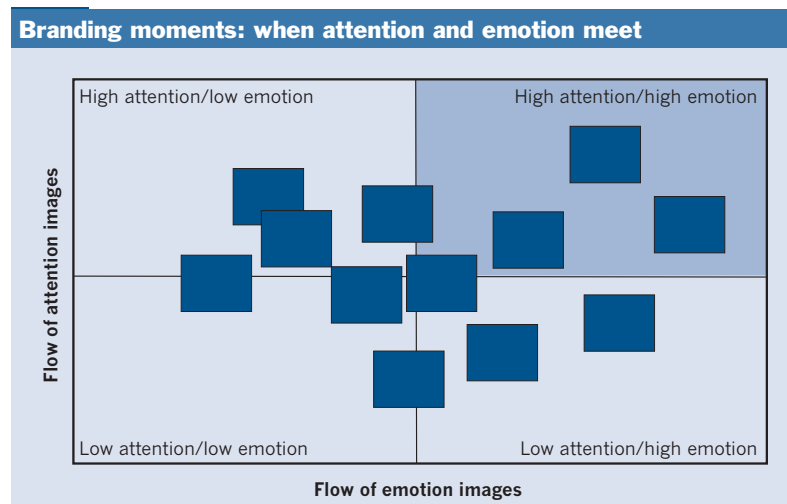 Branding moments: when attention and emotion meet
High attention/low emotion
High attention/high emotion
Flow of attention images
Low attention/low emotion
Low attention/high emotion
Flow of emotion images